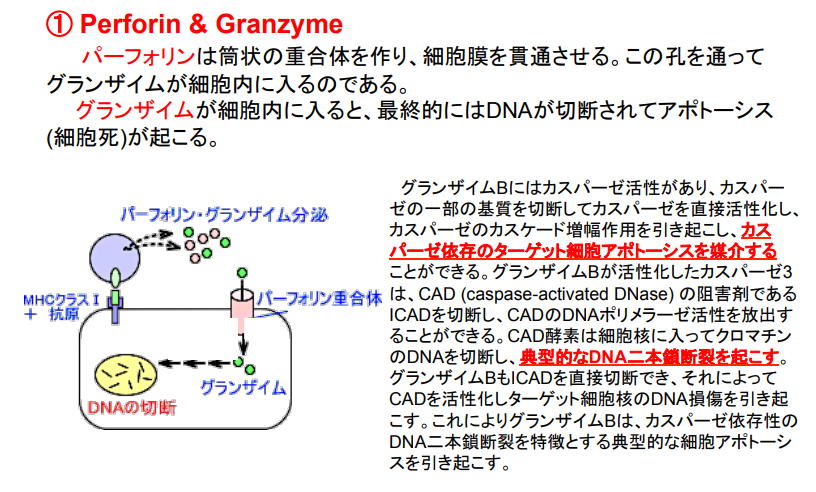 ① Perforin & Granzyme
パーフォリンは筒状の重合体を作り、細胞膜を貫通させる。この孔を通って
グランザイムが細胞内に入るのである。
グランザイムが細胞内に入ると、最終的にはDNAが切断されてアポトーシス
(細胞死)が起こる。
パーフォリン・グランザイム分泌
MHCクラスⅠ
＋ 抗原
パーフォリン重合体
グランザイム
DNAの切断
グランザイムBにはカスパーゼ活性があり、カスパー
ゼの一部の基質を切断してカスパーゼを直接活性化し、
カスパーゼのカスケード増幅作用を引き起こし、カス
パーゼ依存のターゲット細胞アポトーシスを媒介する
ことができる。グランザイムBが活性化したカスパーゼ3
は、CAD (caspase-activated DNase) の阻害剤である
ICADを切断し、CADのDNAポリメラーゼ活性を放出す
ることができる。CAD酵素は細胞核に入ってクロマチン
のDNAを切断し、典型的なDNA二本鎖断裂を起こす。
グランザイムBもICADを直接切断でき、それによって
CADを活性化しターゲット細胞核のDNA損傷を引き起
こす。これによりグランザイムBは、カスパーゼ依存性の
DNA二本鎖断裂を特徴とする典型的な細胞アポトーシ
スを引き起こす。